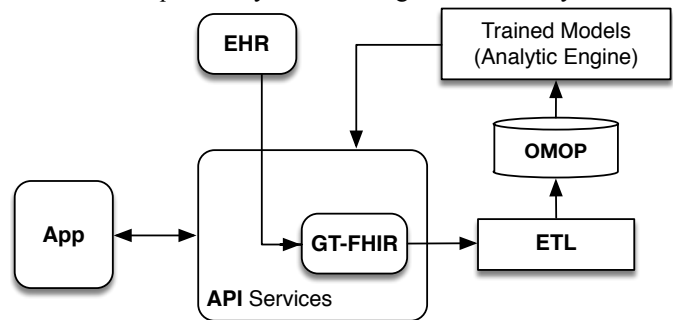 EHR
Trained Models
(Analytic Engine)
OMOP
App
GT-FHIR
ETL
API Services